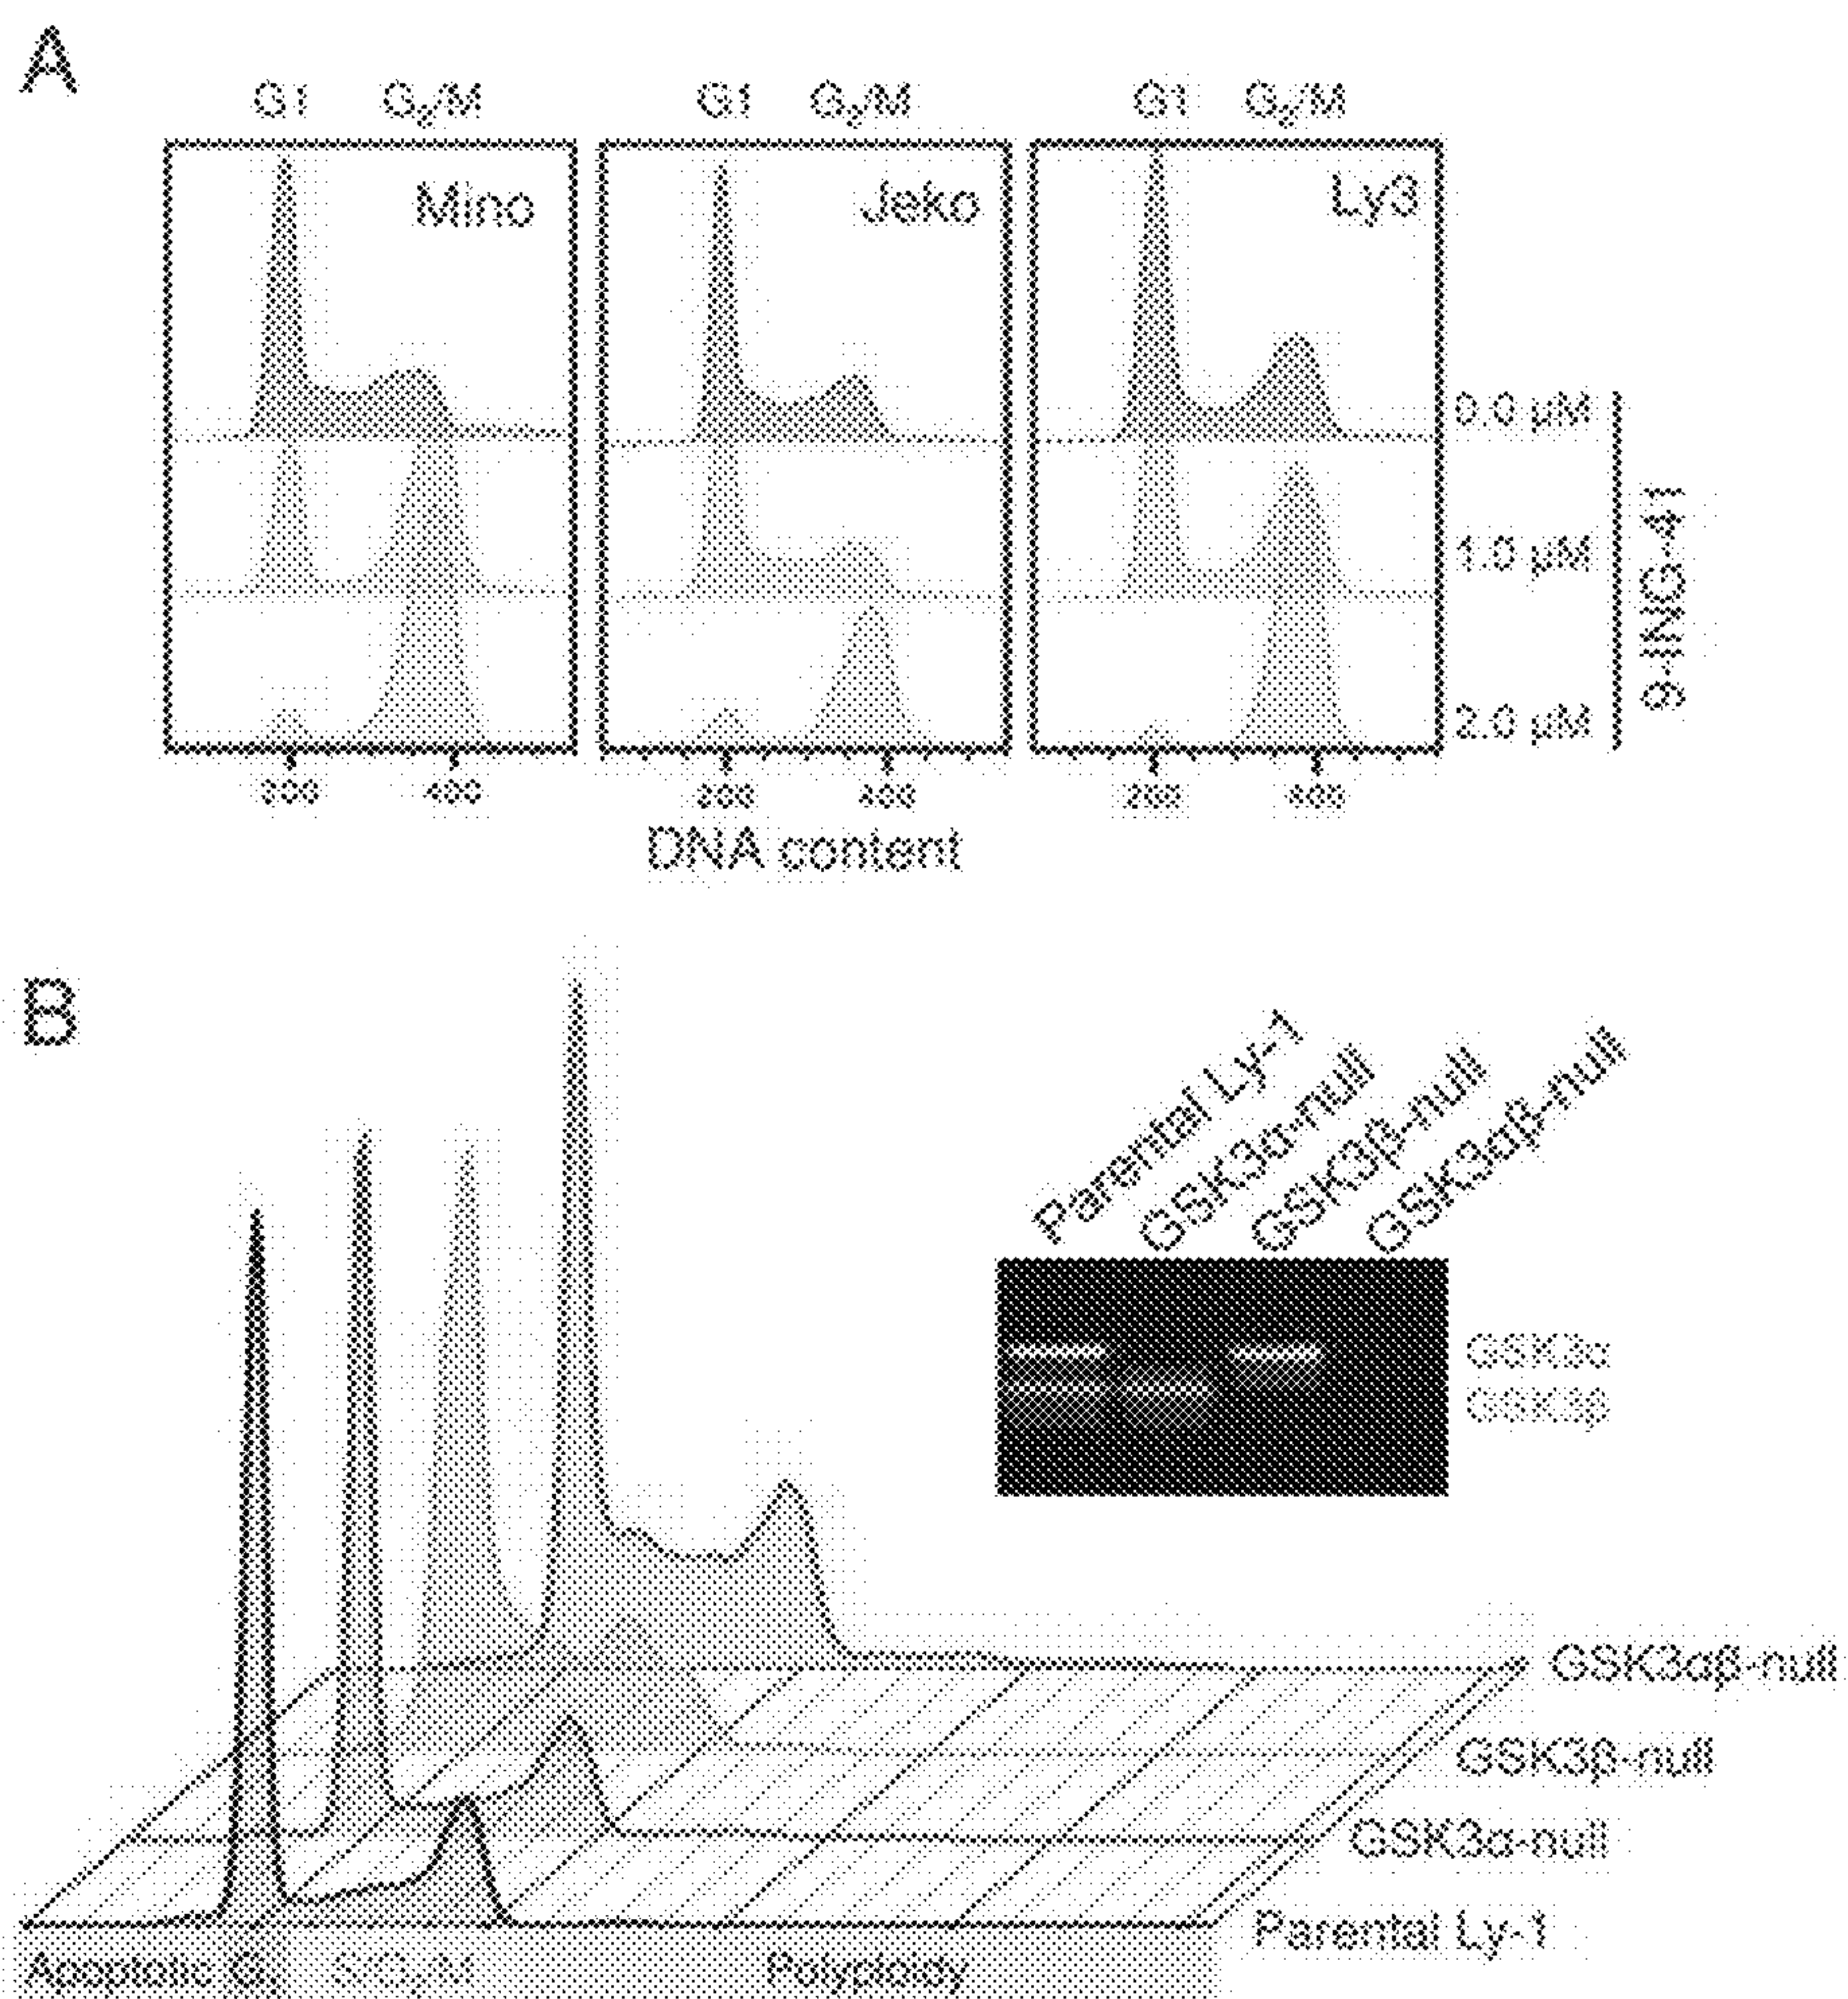 A
G1 G₂/M G1 G₂/M G1 G₂/M
Mino Jeko Ly3
0.0 µM
1.0 µM
2.0 µM
9-ING-41
200 400 200 400 200 400
DNA content
B
Parental Ly-1
GSK3α-null
GSK3β-null
GSK3αβ-null
GSK3α
GSK3β
GSK3αβ-null
GSK3β-null
GSK3α-null
Parental Ly-1
Apoptotic Polyploidy